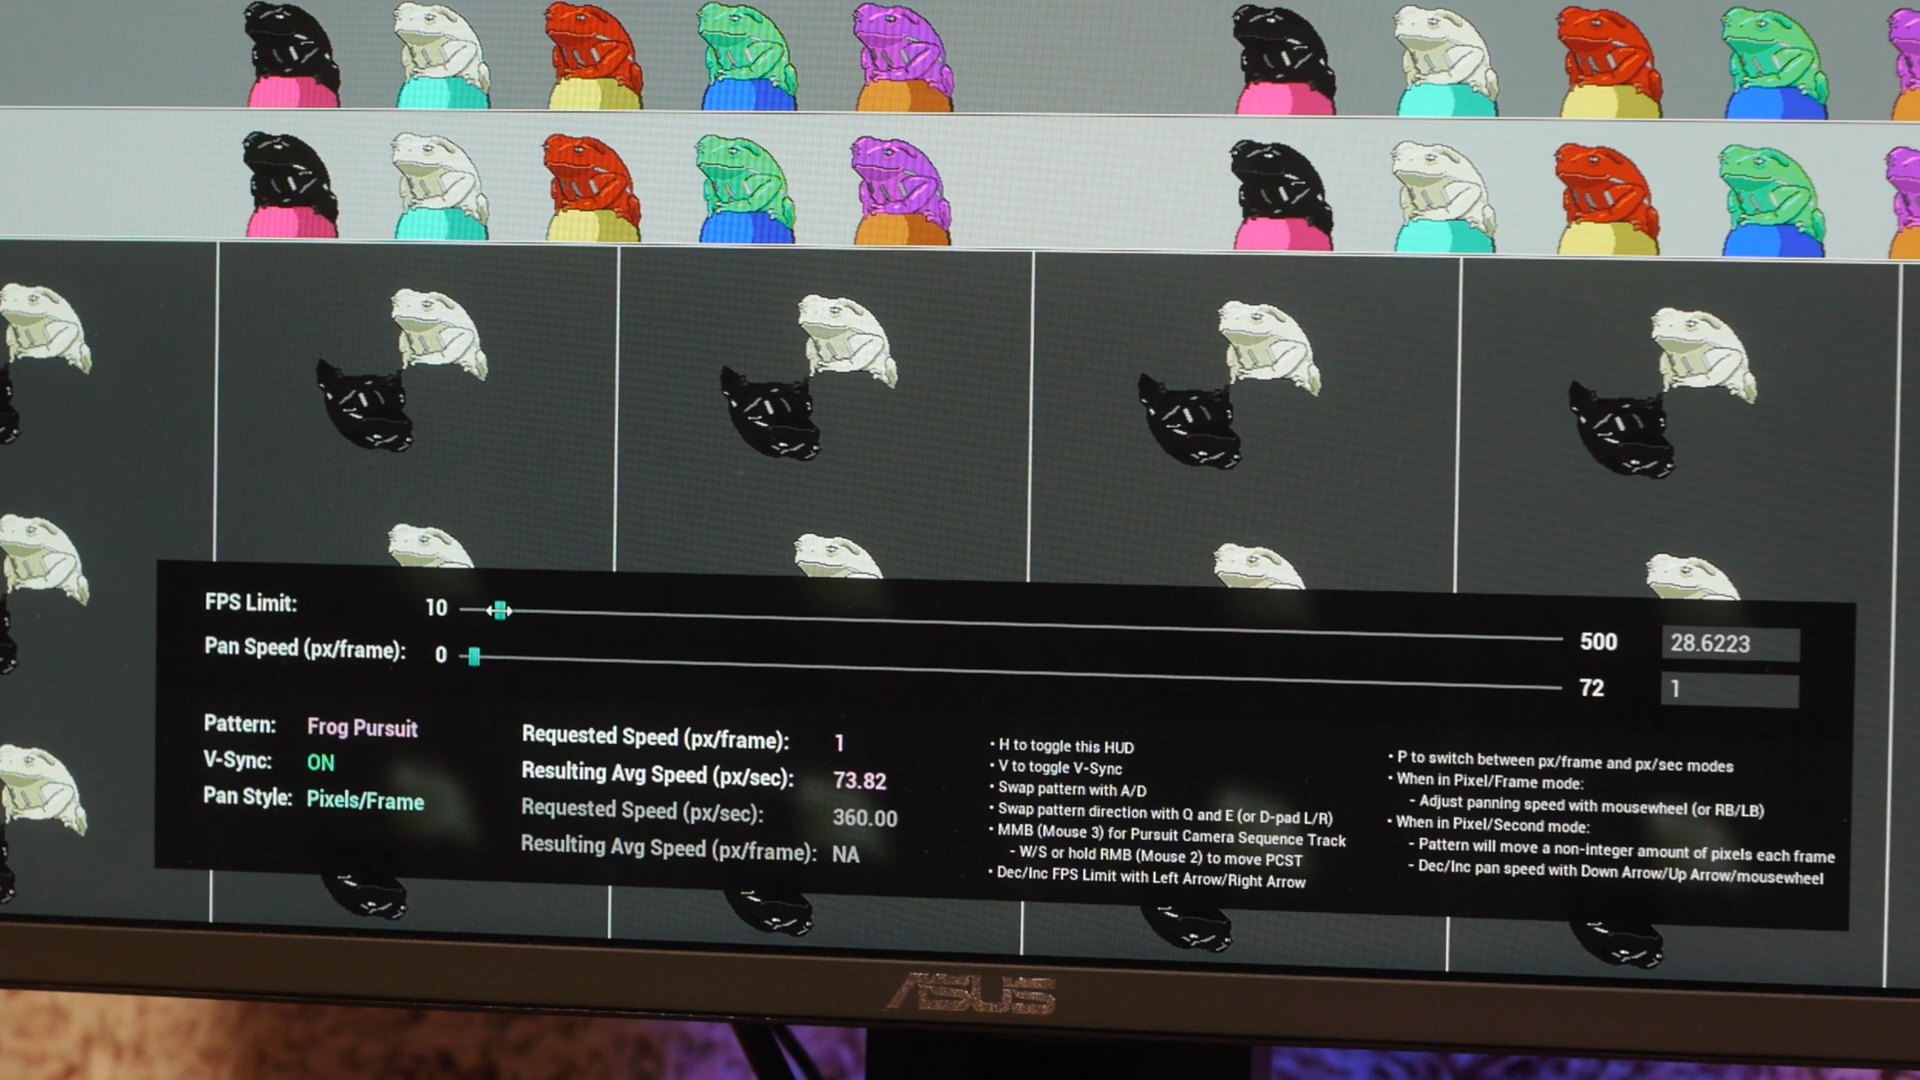 FPS Limit: 10 500 28.6223
Pan Speed (px/frame): 0 72 1
Pattern: Frog Pursuit
V-Sync: ON
Pan Style: Pixels/Frame
Requested Speed (px/frame): 1
Resulting Avg Speed (px/sec): 73.82
Requested Speed (px/sec): 360.00
Resulting Avg Speed (px/frame): NA
• H to toggle this HUD
• V to toggle V-Sync
• Swap pattern with A/D
• Swap pattern direction with Q and E (or D-pad L/R)
• MMB (Mouse 3) for Pursuit Camera Sequence Track
- W/S or hold RMB (Mouse 2) to move PCST
• Dec/Inc FPS Limit with Left Arrow/Right Arrow
• P to switch between px/frame and px/sec modes
• When in Pixel/Frame mode:
- Adjust panning speed with mousewheel (or RB/LB)
• When in Pixel/Second mode:
- Pattern will move a non-integer amount of pixels each frame
- Dec/Inc pan speed with Down Arrow/Up Arrow/mousewheel
ASUS